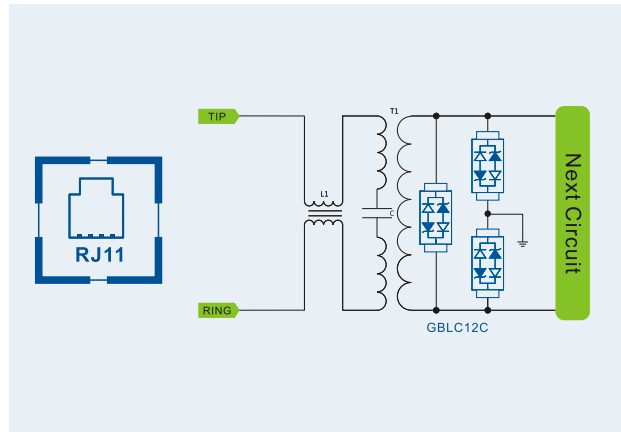 TIP
T1
L1
C
RJ11
RING
GBLC12C
Next Circuit